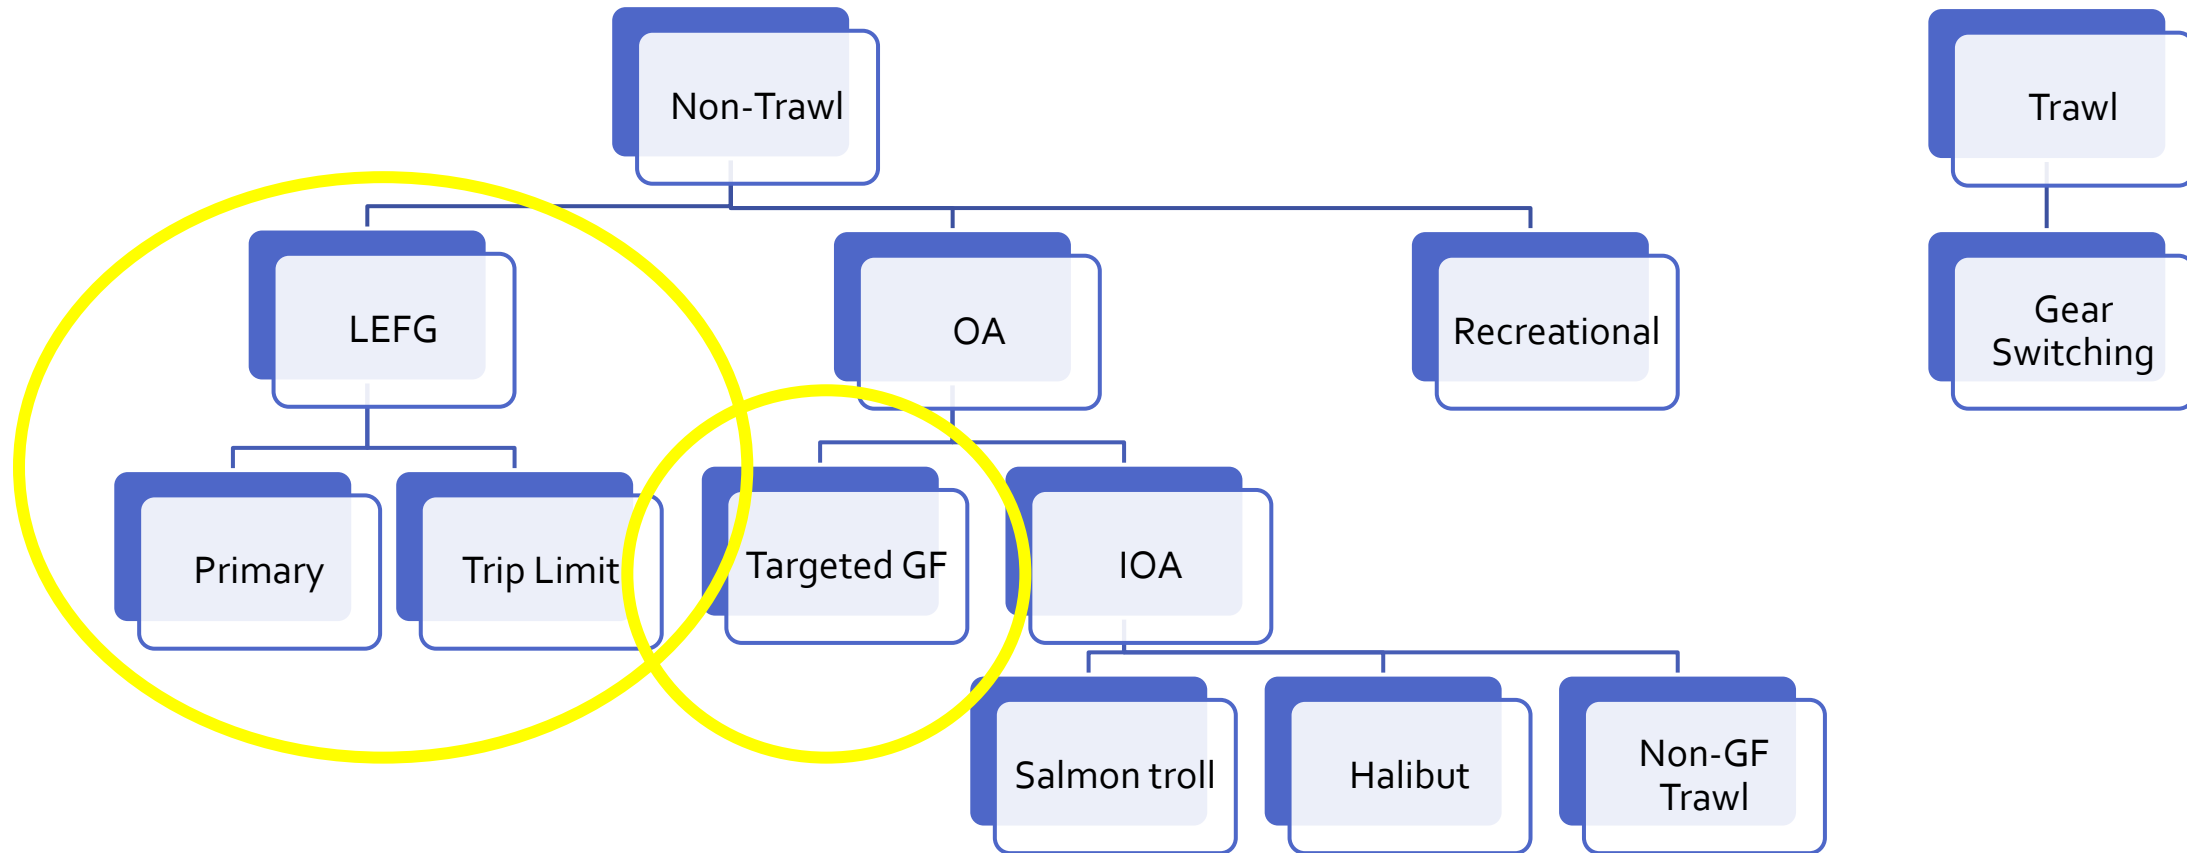 Non-Trawl
Trawl
LEFG
OA
Recreational
Gear
Switching
Primary
Trip Limit
Targeted GF
IOA
Salmon troll
Halibut
Non-GF
Trawl